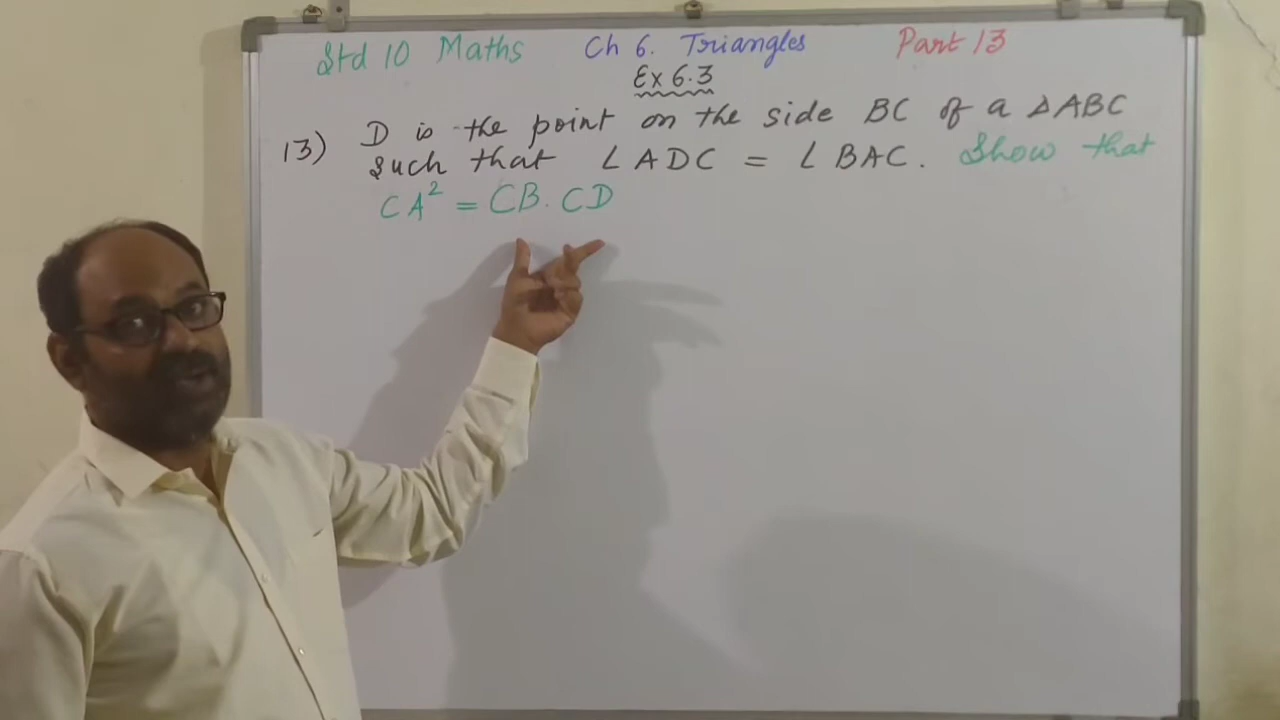 Std 10 Maths Ch 6. Triangles Part 13
Ex 6.3
13) D is the point on the side BC of a ΔABC
such that ∠ADC = ∠BAC. Show that
CA² = CB. CD